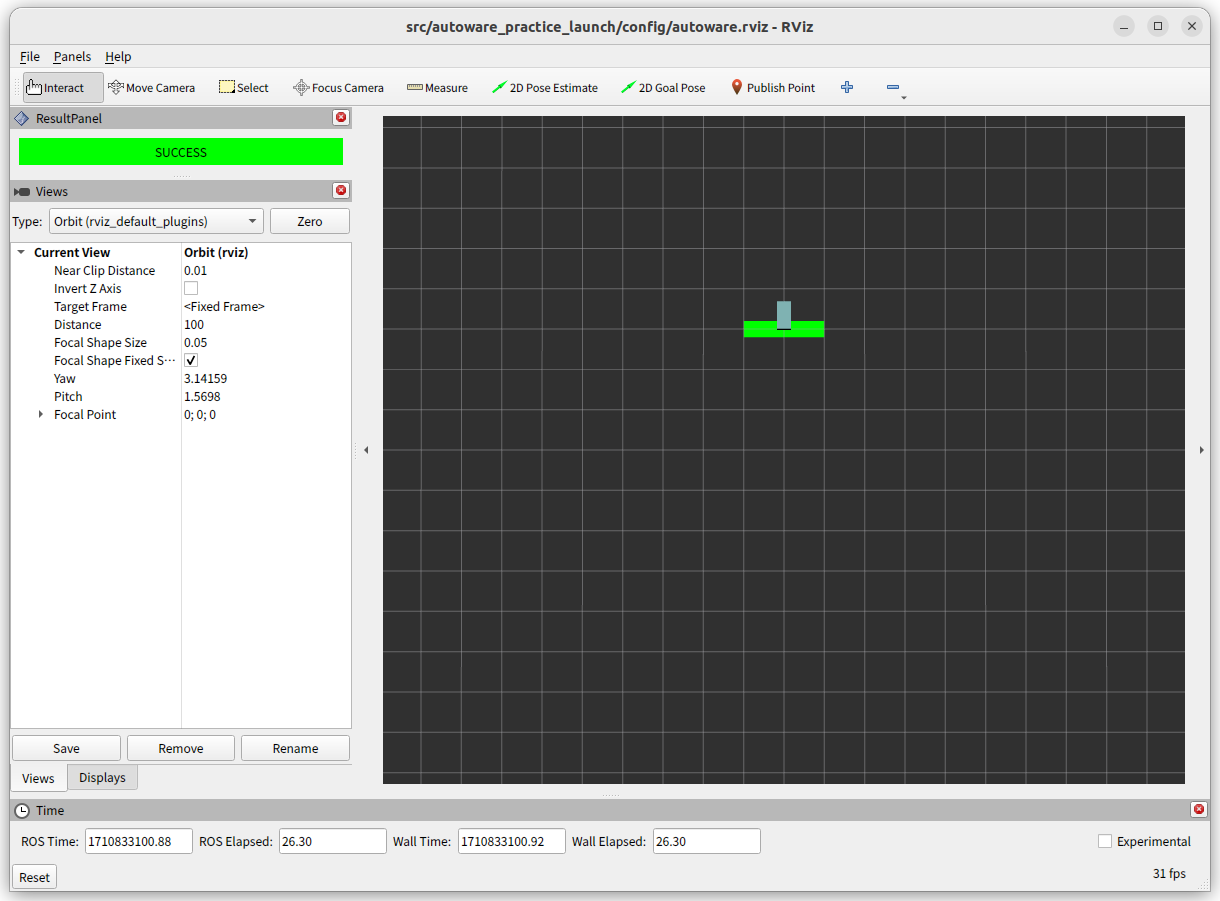 src/autoware_practice_launch/config/autoware.rviz - RViz
File Panels Help
Interact Move Camera Select Focus Camera Measure 2D Pose Estimate 2D Goal Pose Publish Point
ResultPanel
SUCCESS
Views
Type: Orbit (rviz_default_plugins) Zero
Current View Orbit (rviz)
Near Clip Distance 0.01
Invert Z Axis
Target Frame <Fixed Frame>
Distance 100
Focal Shape Size 0.05
Focal Shape Fixed S⋯
Yaw 3.14159
Pitch 1.5698
Focal Point 0; 0; 0
Save Remove Rename
Views Displays
Time
ROS Time: 1710833100.88 ROS Elapsed: 26.30 Wall Time: 1710833100.92 Wall Elapsed: 26.30 Experimental
Reset 31 fps